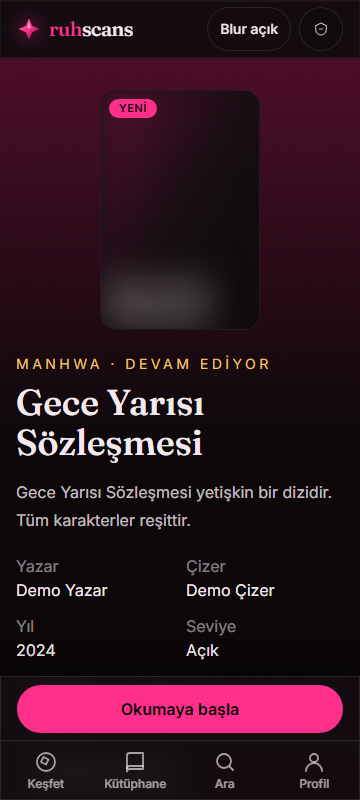 ruhscans
Blur açık
YENİ
MANHWA · DEVAM EDİYOR
Gece Yarısı
Sözleşmesi
Gece Yarısı Sözleşmesi yetişkin bir dizidir.
Tüm karakterler reşittir.
Yazar
Çizer
Demo Yazar
Demo Çizer
Yıl
Seviye
2024
Açık
Okumaya başla
Keşfet
Kütüphane
Ara
Profil